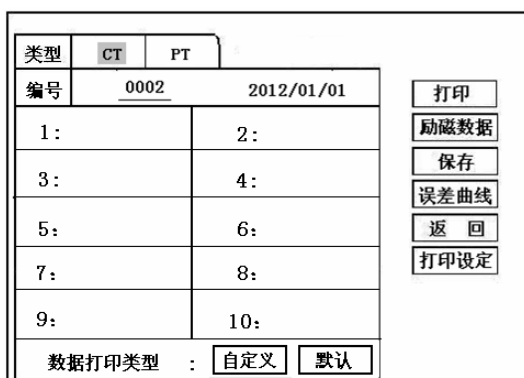 类型 CT PT
编号 0002 2012/01/01
1: 2:
3: 4:
5: 6:
7: 8:
9: 10:
数据打印类型 : 自定义 默认
打印
励磁数据
保存
误差曲线
返 回
打印设定